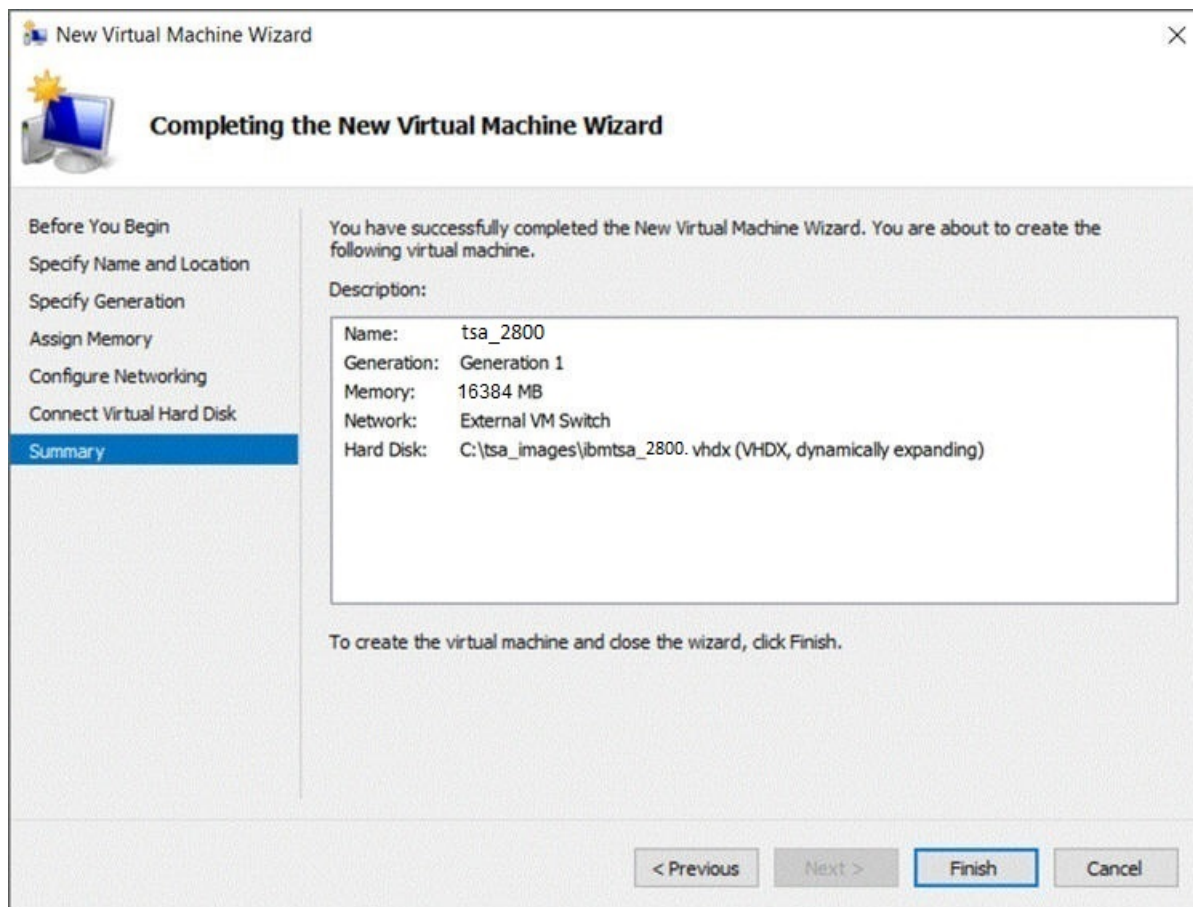 New Virtual Machine Wizard
Completing the New Virtual Machine Wizard
Before You Begin
Specify Name and Location
Specify Generation
Assign Memory
Configure Networking
Connect Virtual Hard Disk
Summary
You have successfully completed the New Virtual Machine Wizard. You are about to create the
following virtual machine.
Description:
Name: tsa_2800
Generation: Generation 1
Memory: 16384 MB
Network: External VM Switch
Hard Disk: C:\tsa_images\ibmtsa_2800. vhdx (VHDX, dynamically expanding)
To create the virtual machine and close the wizard, click Finish.
< Previous Next > Finish Cancel